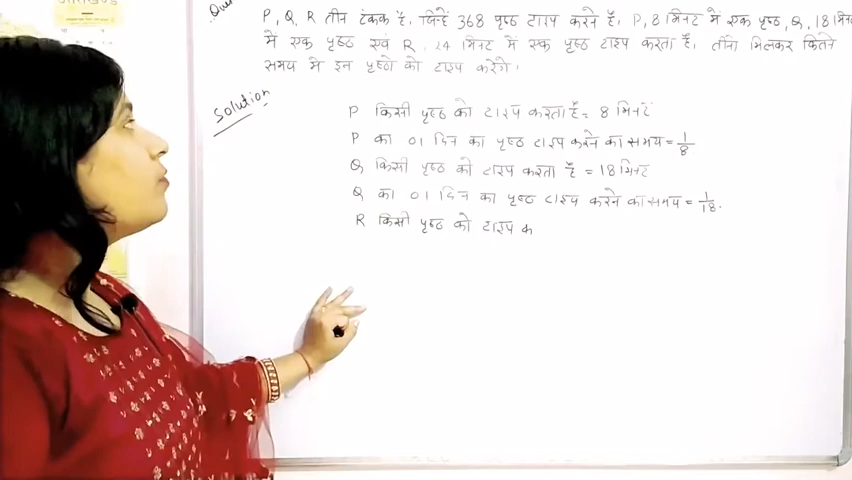 Que
P, Q, R तीन टंकक है, जिन्हें 368 पृष्ठ टाइप करने हैं, P, 8 मिनट में एक पृष्ठ, Q, 18 मिनट
में एक पृष्ठ एवं R, 24 मिनट में एक पृष्ठ टाइप करता है। तीनों मिलकर कितने
समय मे इन पृष्ठो को टाइप करेंगे।
Solution
P किसी पृष्ठ को टाइप करता है = 8 मिनट
P का 01 दिन का पृष्ठ टाइप करने का समय = 1/8
Q किसी पृष्ठ को टाइप करता है = 18 मिनट
Q का 01 दिन का पृष्ठ टाइप करने का समय = 1/18.
R किसी पृष्ठ को टाइप क